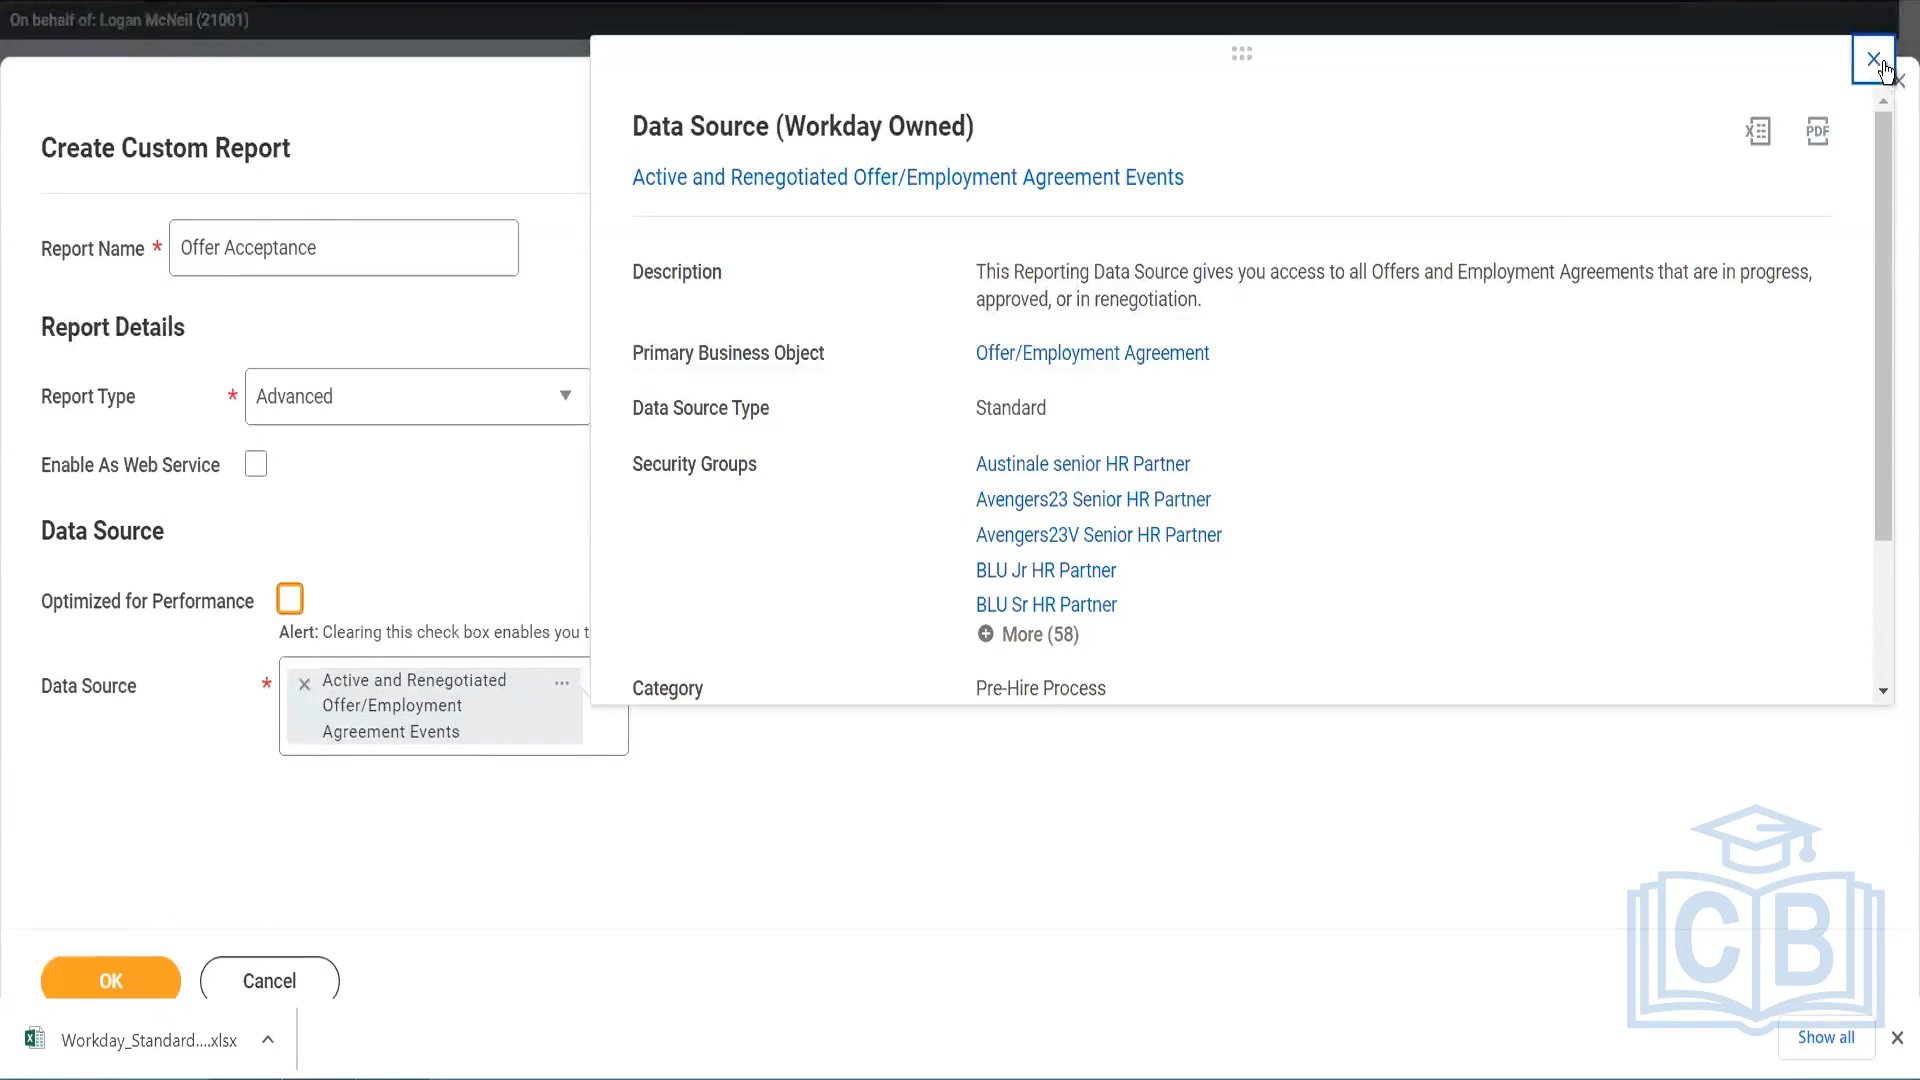 On behalf of: Logan McNeil (21001)
Create Custom Report
Report Name *
Offer Acceptance
Report Details
Report Type *
Advanced
Enable As Web Service
Data Source
Optimized for Performance
Alert: Clearing this check box enables you t
Data Source *
Active and Renegotiated
Offer/Employment
Agreement Events
OK
Cancel
Data Source (Workday Owned)
PDF
Active and Renegotiated Offer/Employment Agreement Events
Description
This Reporting Data Source gives you access to all Offers and Employment Agreements that are in progress,
approved, or in renegotiation.
Primary Business Object
Offer/Employment Agreement
Data Source Type
Standard
Security Groups
Austinale senior HR Partner
Avengers23 Senior HR Partner
Avengers23V Senior HR Partner
BLU Jr HR Partner
BLU Sr HR Partner
More (58)
Category
Pre-Hire Process
CB
Workday_Standard....xlsx
Show all